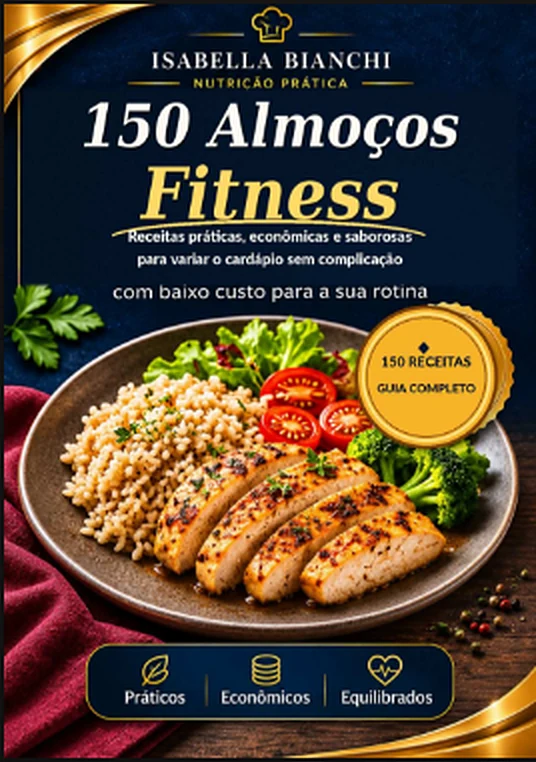 ISABELLA BIANCHI
NUTRIÇÃO PRÁTICA
150 Almoços
Fitness
Receitas práticas, econômicas e saborosas
para variar o cardápio sem complicação
com baixo custo para a sua rotina
150 RECEITAS
GUIA COMPLETO
Práticos
Econômicos
Equilibrados